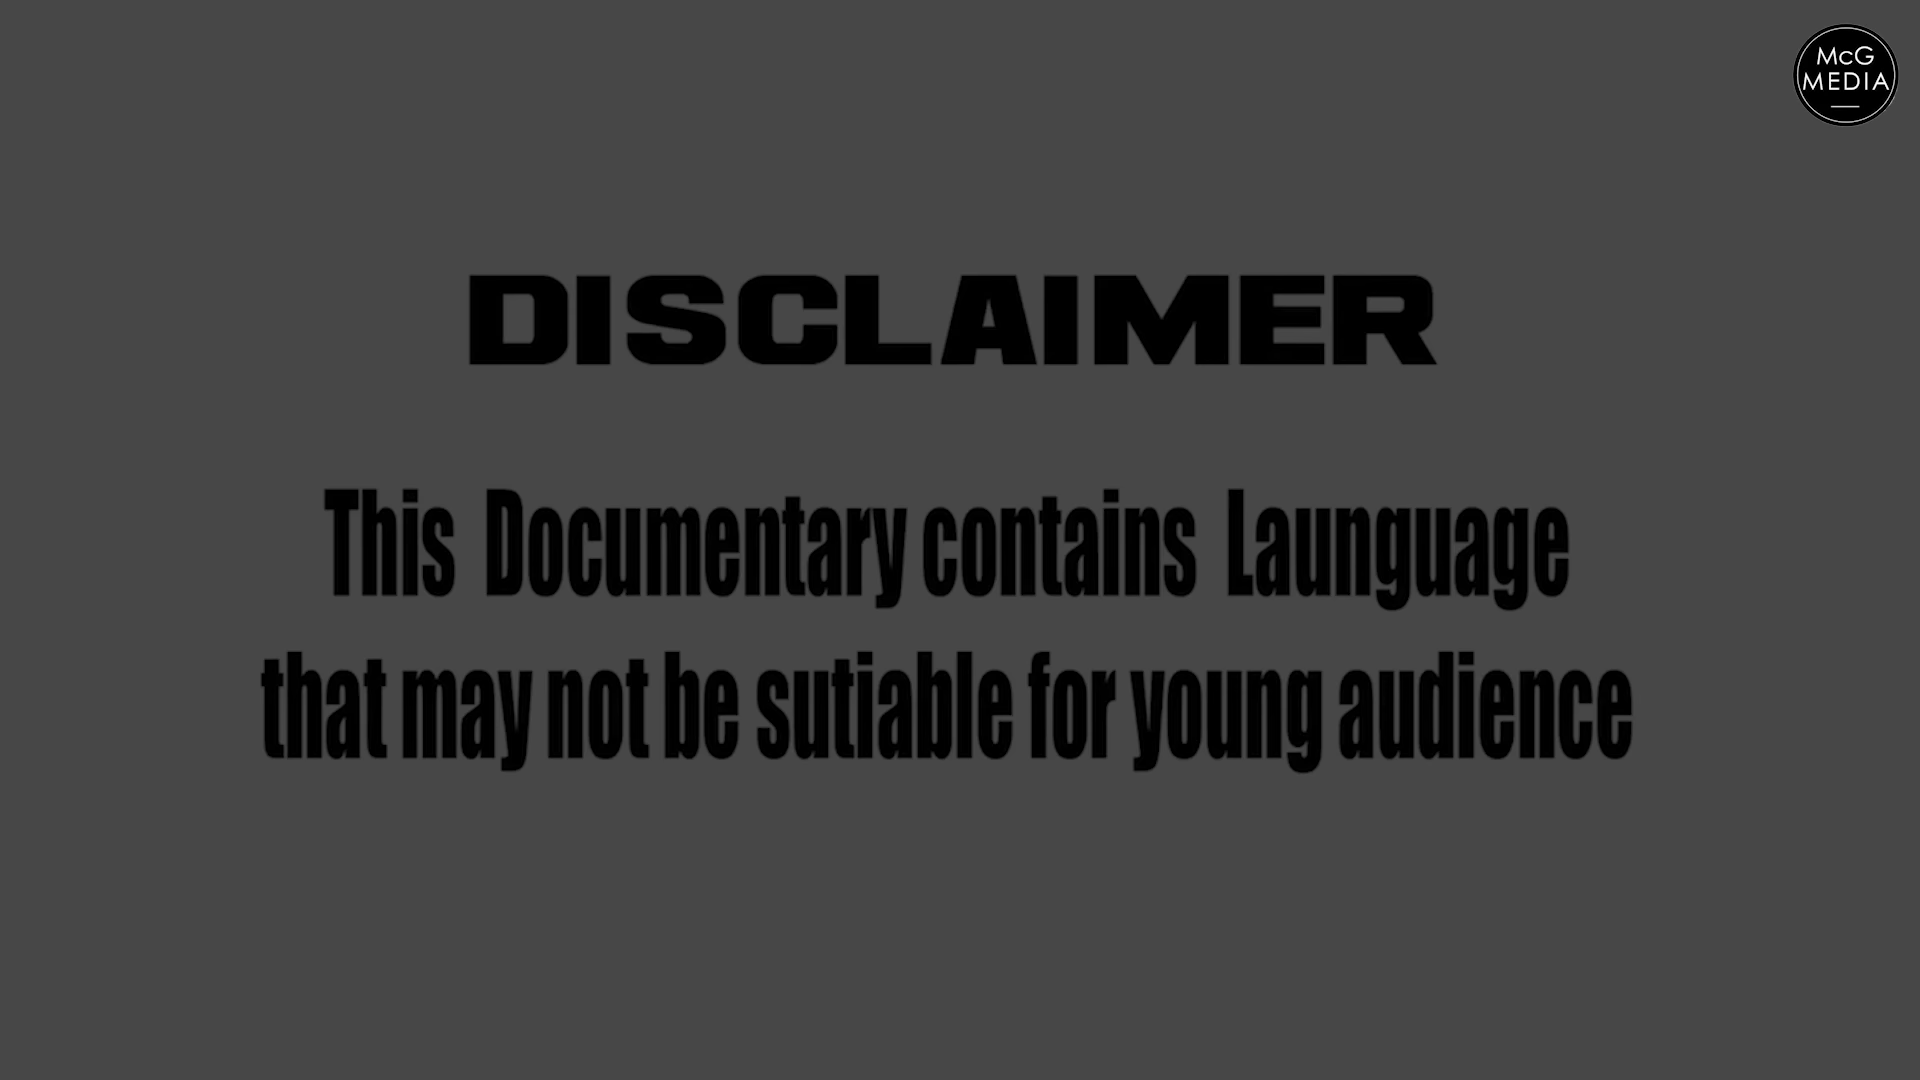 McG
MEDIA
DISCLAIMER
This Documentary contains Launguage
that may not be sutiable for young audience